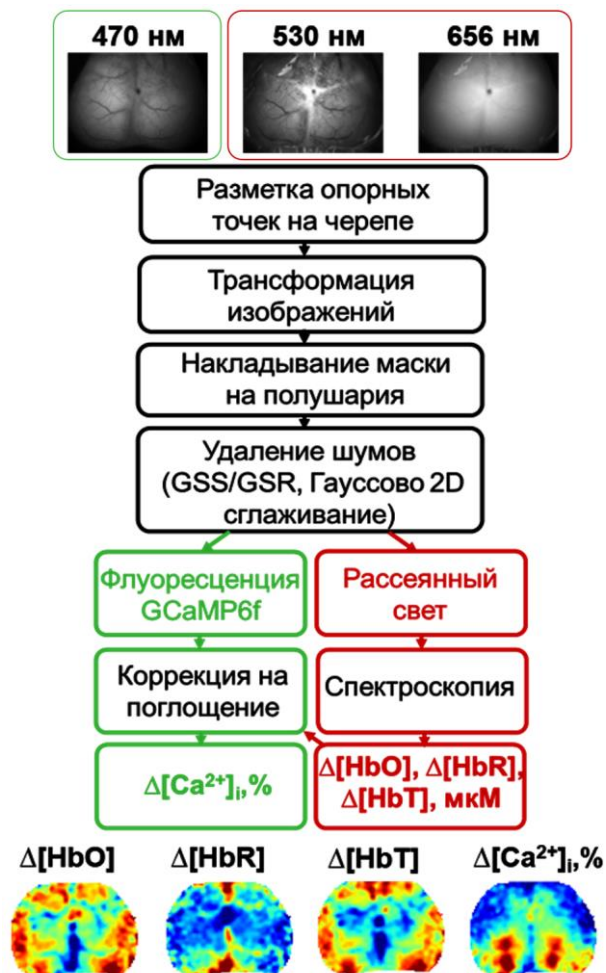 470 нм
530 нм
656 нм
Разметка опорных
точек на черепе
Трансформация
изображений
Накладывание маски
на полушария
Удаление шумов
(GSS/GSR, Гауссово 2D
сглаживание)
Флуоресценция
GCaMP6f
Рассеянный
свет
Коррекция на
поглощение
Спектроскопия
Δ[Ca²⁺]ᵢ,%
Δ[HbO], Δ[HbR],
Δ[HbT], мкМ
Δ[HbO]
Δ[HbR]
Δ[HbT]
Δ[Ca²⁺]ᵢ,%